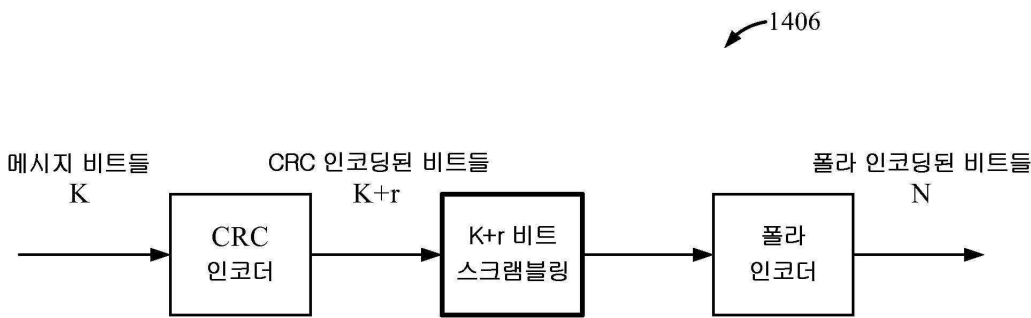 1406
메시지 비트들
K
CRC 인코딩된 비트들
K+r
폴라 인코딩된 비트들
N
CRC
인코더
K+r 비트
스크램블링
폴라
인코더